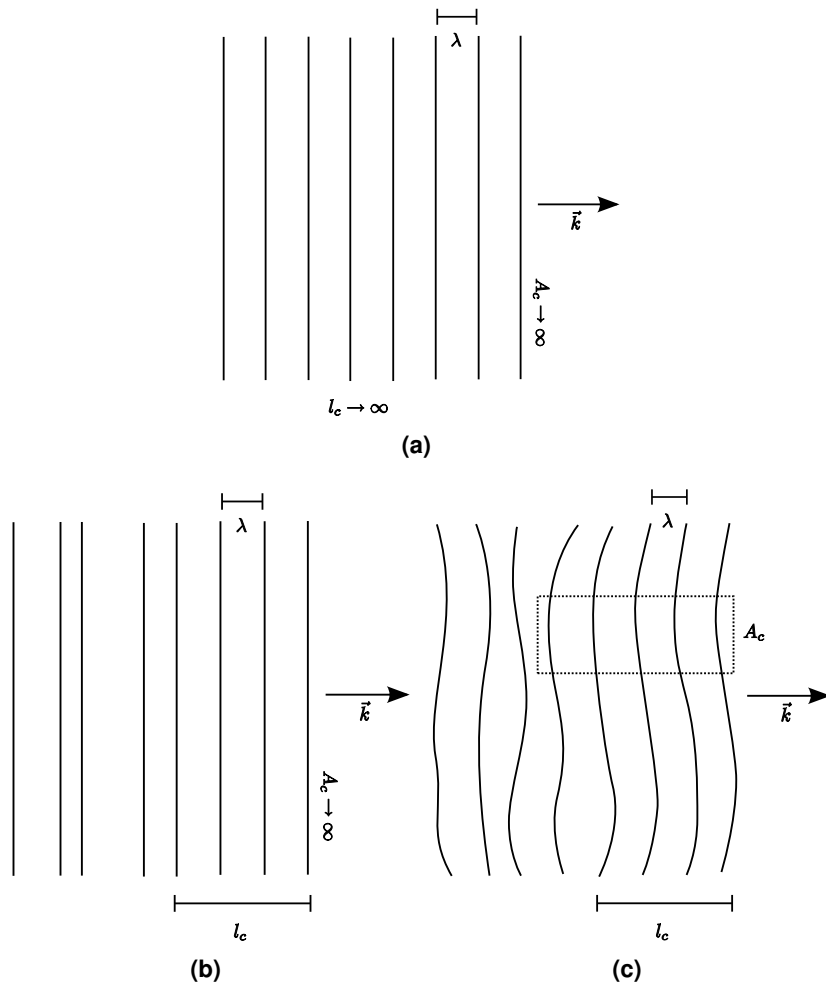 λ
k⃗
A_c → ∞
l_c → ∞
(a)
λ
k⃗
A_c → ∞
l_c
(b)
λ
A_c
k⃗
l_c
(c)